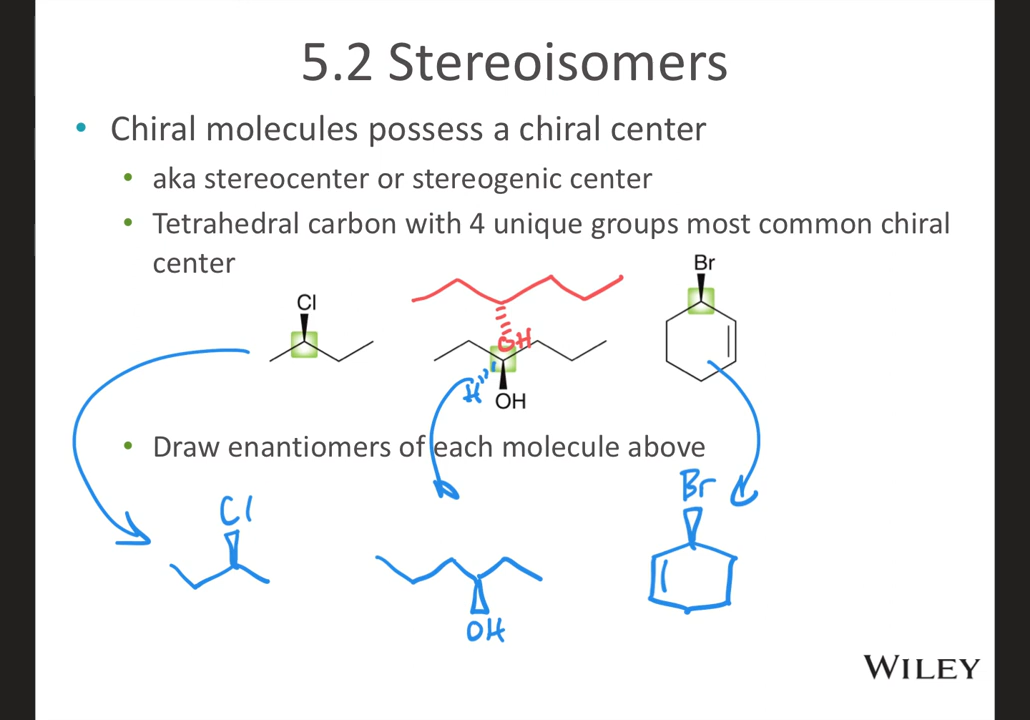 5.2 Stereoisomers
• Chiral molecules possess a chiral center
• aka stereocenter or stereogenic center
• Tetrahedral carbon with 4 unique groups most common chiral
center
Br
Cl
OH
H
OH
• Draw enantiomers of each molecule above
Br
Cl
OH
WILEY